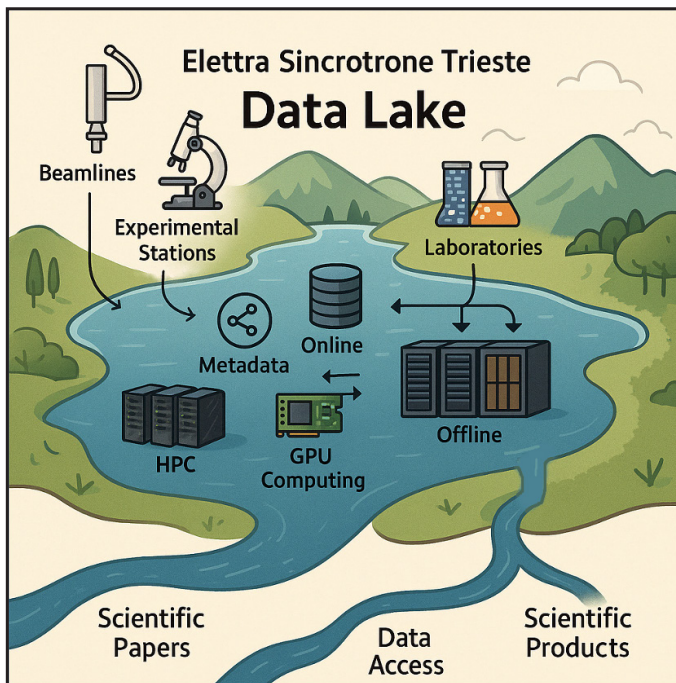 Elettra Sincrotrone Trieste
Data Lake
Beamlines
Experimental
Stations
Laboratories
Metadata
Online
HPC
GPU
Computing
Offline
Scientific
Papers
Data
Access
Scientific
Products